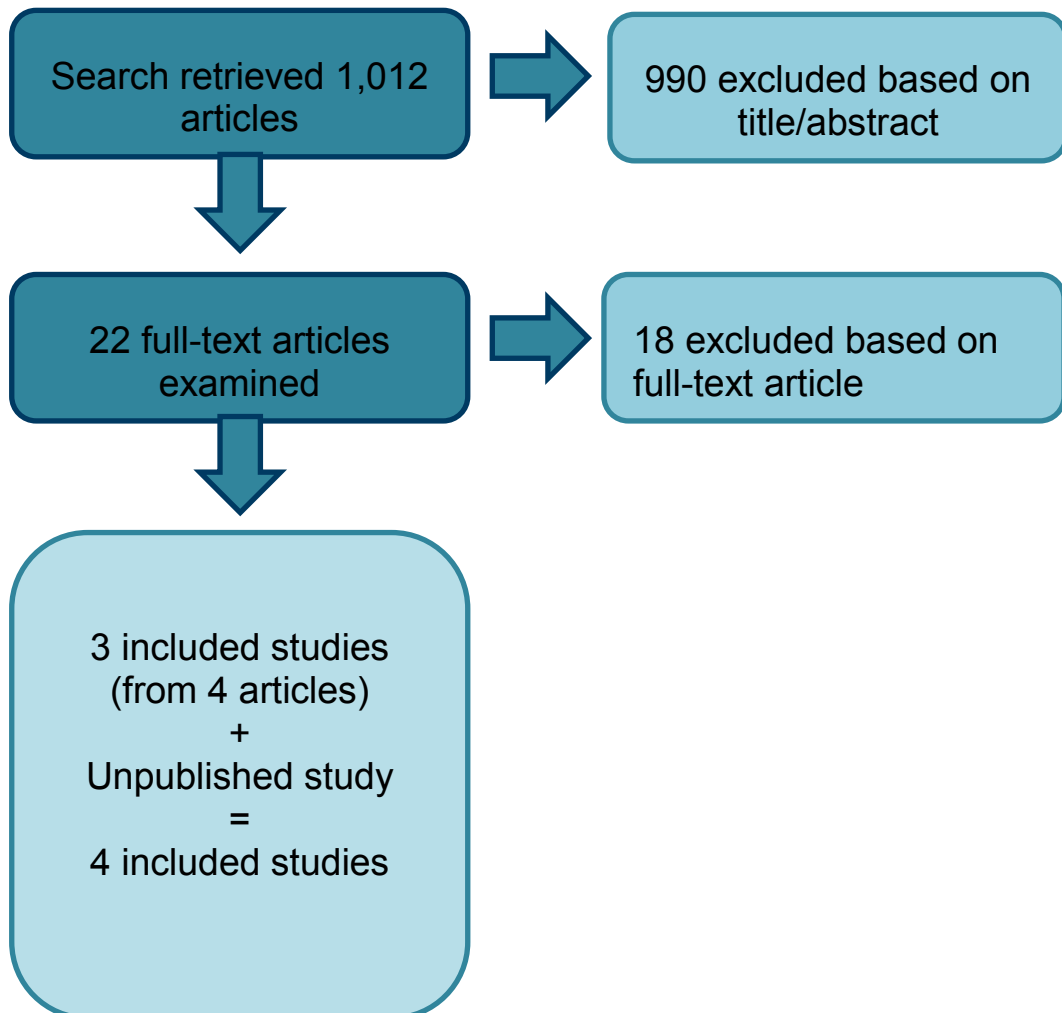 Search retrieved 1,012
articles
990 excluded based on
title/abstract
22 full-text articles
examined
18 excluded based on
full-text article
3 included studies
(from 4 articles)
+
Unpublished study
=
4 included studies